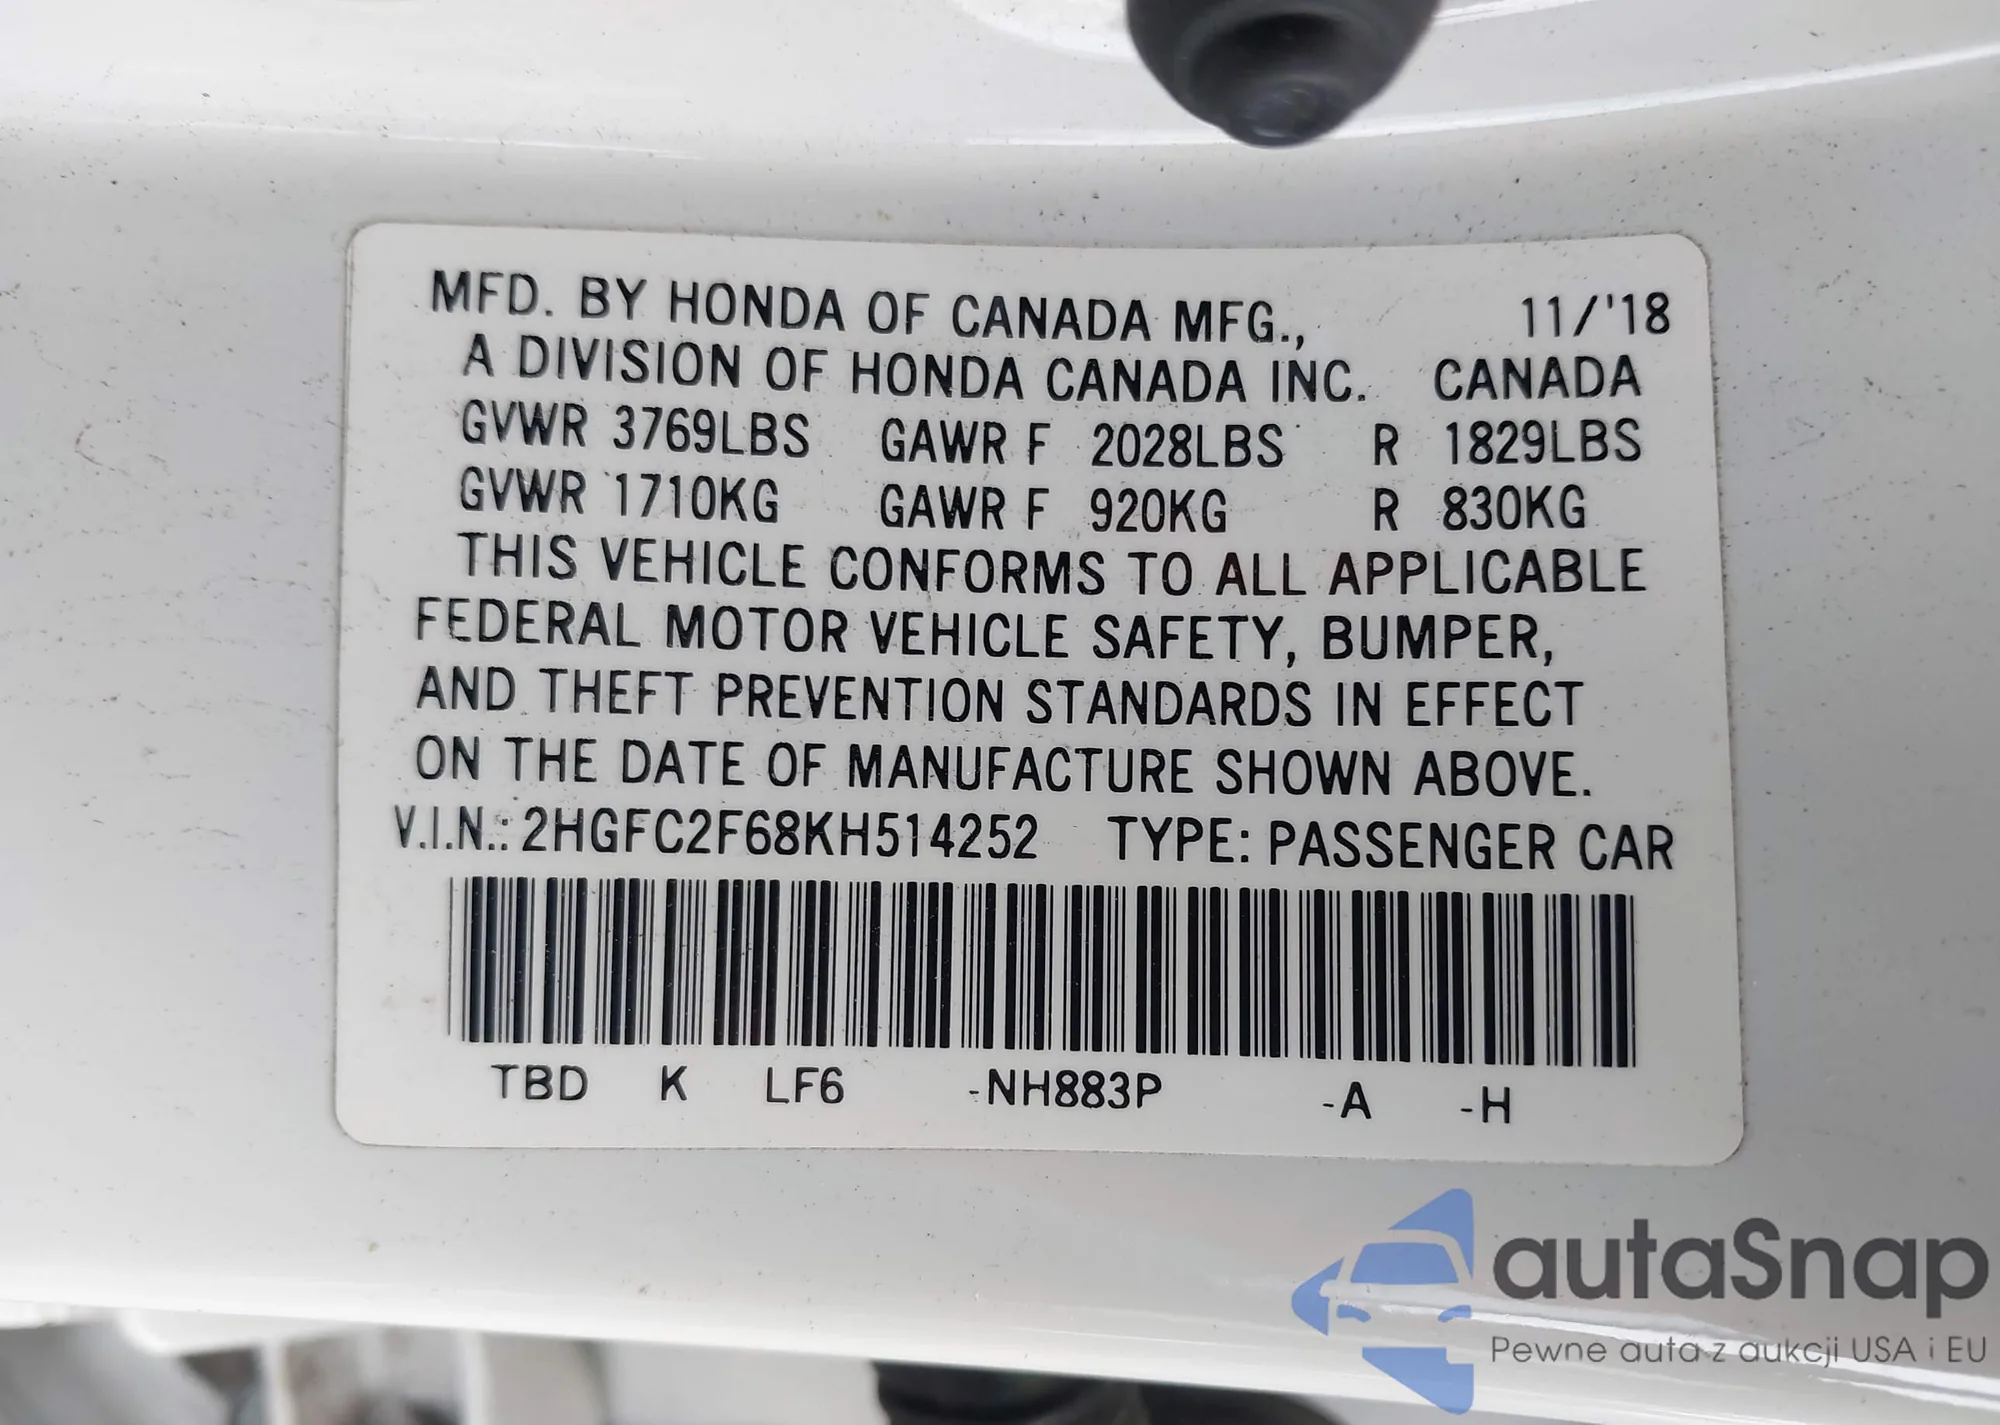 MFD. BY HONDA OF CANADA MFG., 11/'18
A DIVISION OF HONDA CANADA INC. CANADA
GVWR 3769LBS GAWR F 2028LBS R 1829LBS
GVWR 1710KG GAWR F 920KG R 830KG
THIS VEHICLE CONFORMS TO ALL APPLICABLE
FEDERAL MOTOR VEHICLE SAFETY, BUMPER,
AND THEFT PREVENTION STANDARDS IN EFFECT
ON THE DATE OF MANUFACTURE SHOWN ABOVE.
V.I.N.: 2HGFC2F68KH514252 TYPE: PASSENGER CAR
TBD K LF6 -NH883P -A -H
autaSnap
Pewne auta z aukcji USA i EU